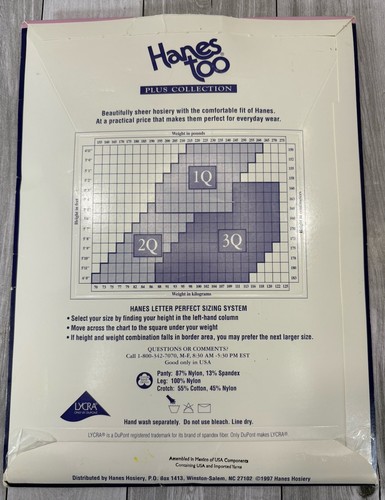 Hanes
too
PLUS COLLECTION
Beautifully sheer hosiery with the comfortable fit of Hanes.
At a practical price that makes them perfect for everyday wear.
Weight in pounds
1Q
2Q
3Q
Weight in kilograms
HANES LETTER PERFECT SIZING SYSTEM
• Select your size by finding your height in the left-hand column
• Move across the chart to the square under your weight
• If height and weight combination falls in border area, you may prefer the next larger size.
QUESTIONS OR COMMENTS?
Call 1-800-342-7070, M-F, 8:30 AM -5:30 PM EST
Good only in USA
Panty: 87% Nylon, 13% Spandex
Leg: 100% Nylon
Crotch: 55% Cotton, 45% Nylon
LYCRA
Hand wash separately. Do not use bleach. Line dry.
LYCRA® is a DuPont registered trademark for its brand of spandex fiber. Only DuPont makes LYCRA®
Assembled in Mexico of USA Components
Containing USA and Imported Yarns
Distributed by Hanes Hosiery, P.O. Box 1413, Winston-Salem, NC 27102 ©1997 Hanes Hosiery